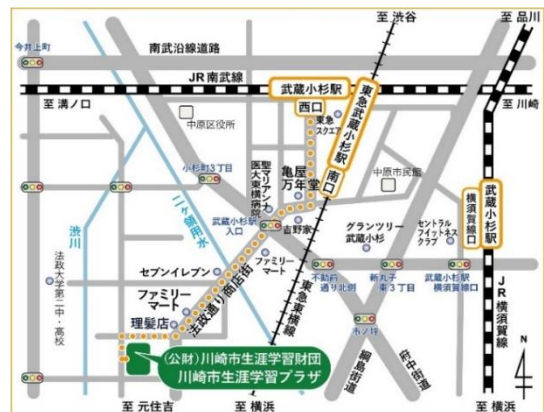 至 渋谷
至 品川
今井上町
南武沿線道路
JR 南武線
武蔵小杉駅
至 溝ノ口
西口
至 川崎
東急
スクエア
東急武蔵小杉駅
南口
中原区役所
小杉町3丁目
亀屋
万年堂
中原市民館
聖マリアンナ
医大東横病院
武蔵小杉駅
横須賀線口
渋川
二ヶ領用水
武蔵小杉駅
入口
吉野家
グランツリー
武蔵小杉
セントラル
フィットネス
クラブ
法政大学第二中・高校
セブンイレブン
ファミリー
マート
法政通り商店街
不動前
通り北側
新丸子
東3丁目
武蔵小杉駅
横須賀線口
ファミリー
マート
理髪店
東急東横線
市ノ坪
JR 横須賀線
綱島街道
府中街道
N
(公財)川崎市生涯学習財団
川崎市生涯学習プラザ
至 元住吉
至 横浜
至 横浜